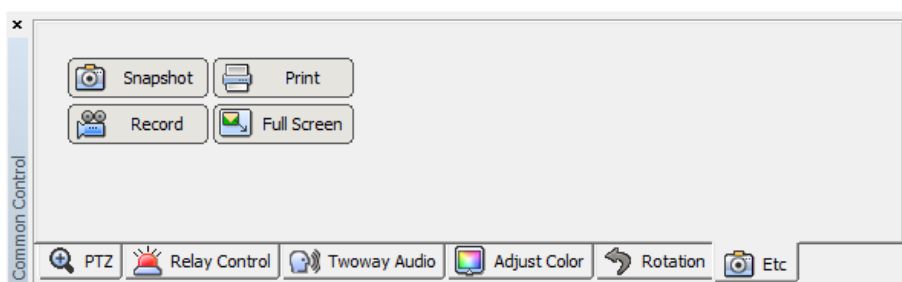 Snapshot Print
Record Full Screen
Common Control
PTZ Relay Control Twoway Audio Adjust Color Rotation Etc